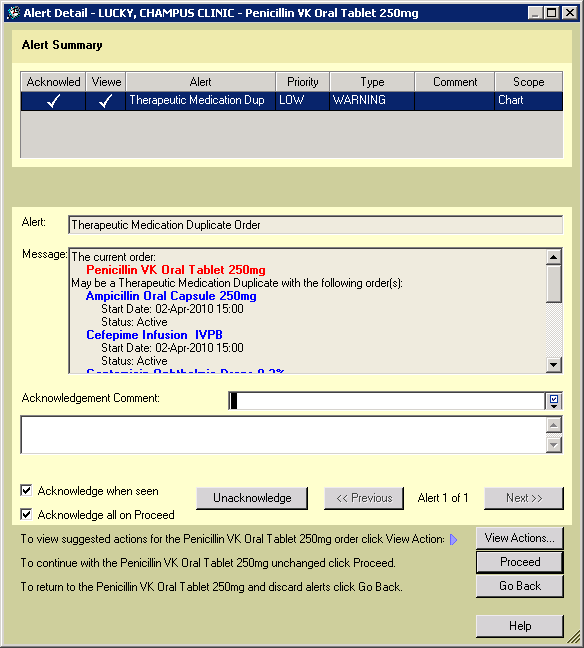 Alert Detail - LUCKY, CHAMPUS CLINIC - Penicillin VK Oral Tablet 250mg
Alert Summary
Acknowled Viewe Alert Priority Type Comment Scope
Therapeutic Medication Dup LOW WARNING Chart
Alert: Therapeutic Medication Duplicate Order
Message: The current order:
Penicillin VK Oral Tablet 250mg
May be a Therapeutic Medication Duplicate with the following order(s):
Ampicillin Oral Capsule 250mg
Start Date: 02-Apr-2010 15:00
Status: Active
Cefepime Infusion IVPB
Start Date: 02-Apr-2010 15:00
Status: Active
Gentamicin Ophthalmic Drops 0.3%
Acknowledgement Comment:
Acknowledge when seen
Unacknowledge << Previous Alert 1 of 1 Next >>
Acknowledge all on Proceed
To view suggested actions for the Penicillin VK Oral Tablet 250mg order click View Action: View Actions...
To continue with the Penicillin VK Oral Tablet 250mg unchanged click Proceed. Proceed
To return to the Penicillin VK Oral Tablet 250mg and discard alerts click Go Back. Go Back
Help